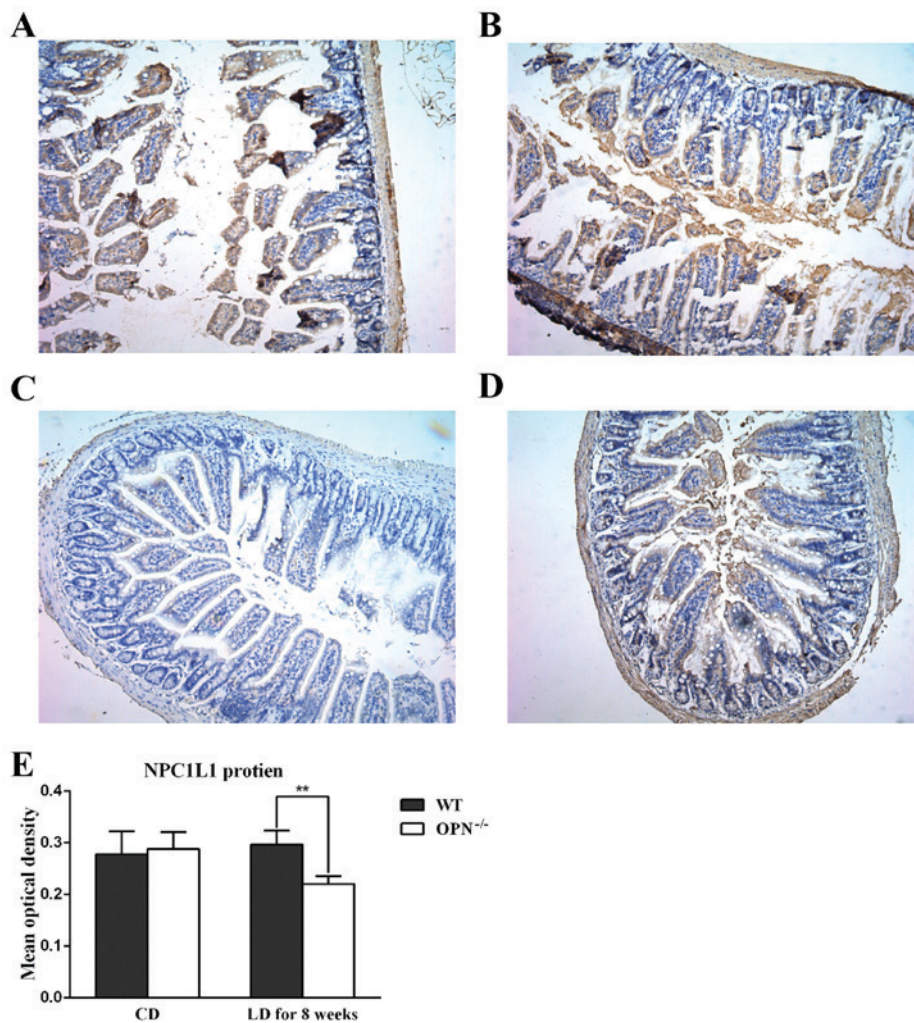 A
B
C
D
E
NPC1L1 protien
0.4
0.3
0.2
0.1
0.0
Mean optical density
**
WT
OPN-/-
CD
LD for 8 weeks